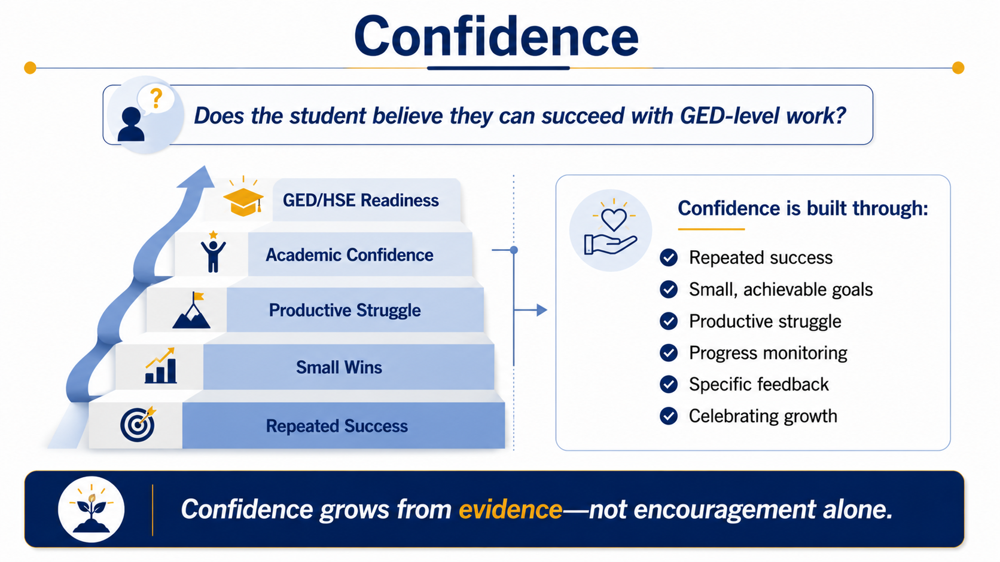 Confidence
?
Does the student believe they can succeed with GED-level work?
GED/HSE Readiness
Academic Confidence
Productive Struggle
Small Wins
Repeated Success
Confidence is built through:
Repeated success
Small, achievable goals
Productive struggle
Progress monitoring
Specific feedback
Celebrating growth
Confidence grows from evidence—not encouragement alone.